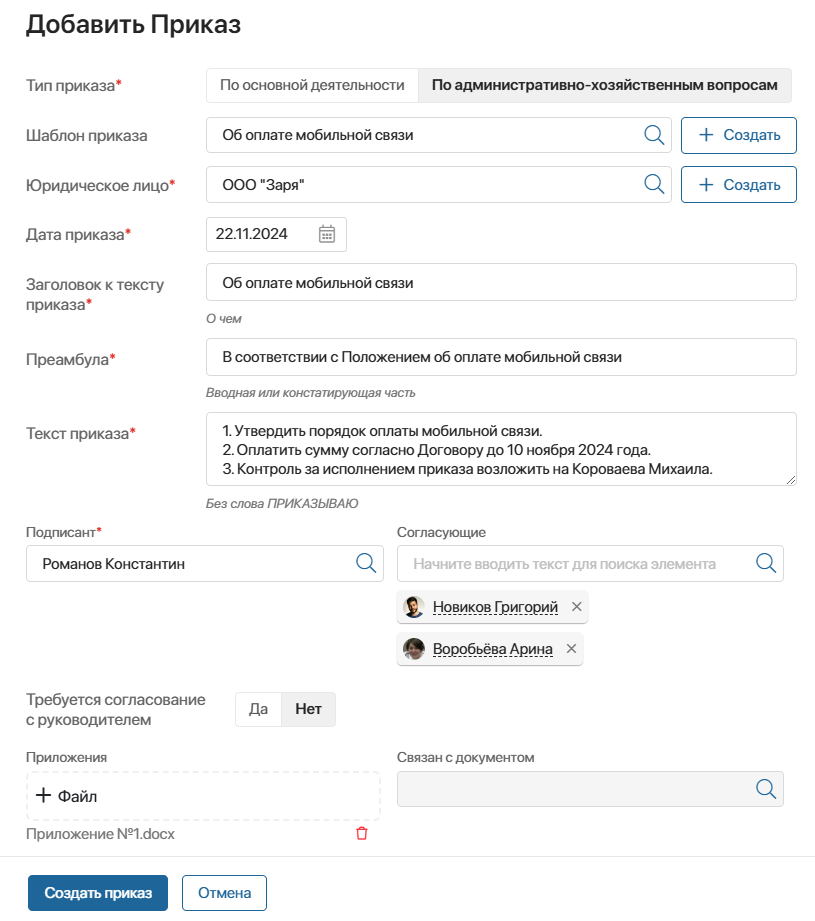 Добавить Приказ
Тип приказа*
По основной деятельности
По административно-хозяйственным вопросам
Шаблон приказа
Об оплате мобильной связи
Создать
Юридическое лицо*
ООО "Заря"
Создать
Дата приказа*
22.11.2024
Заголовок к тексту
приказа*
Об оплате мобильной связи
О чем
Преамбула*
В соответствии с Положением об оплате мобильной связи
Вводная или констатирующая часть
Текст приказа*
1. Утвердить порядок оплаты мобильной связи.
2. Оплатить сумму согласно Договору до 10 ноября 2024 года.
3. Контроль за исполнением приказа возложить на Короваева Михаила.
Без слова ПРИКАЗЫВАЮ
Подписант*
Романов Константин
Согласующие
Начните вводить текст для поиска элемента
Новиков Григорий
Воробьёва Арина
Требуется согласование
с руководителем
Да
Нет
Приложения
Файл
Приложение №1.docx
Связан с документом
Создать приказ
Отмена